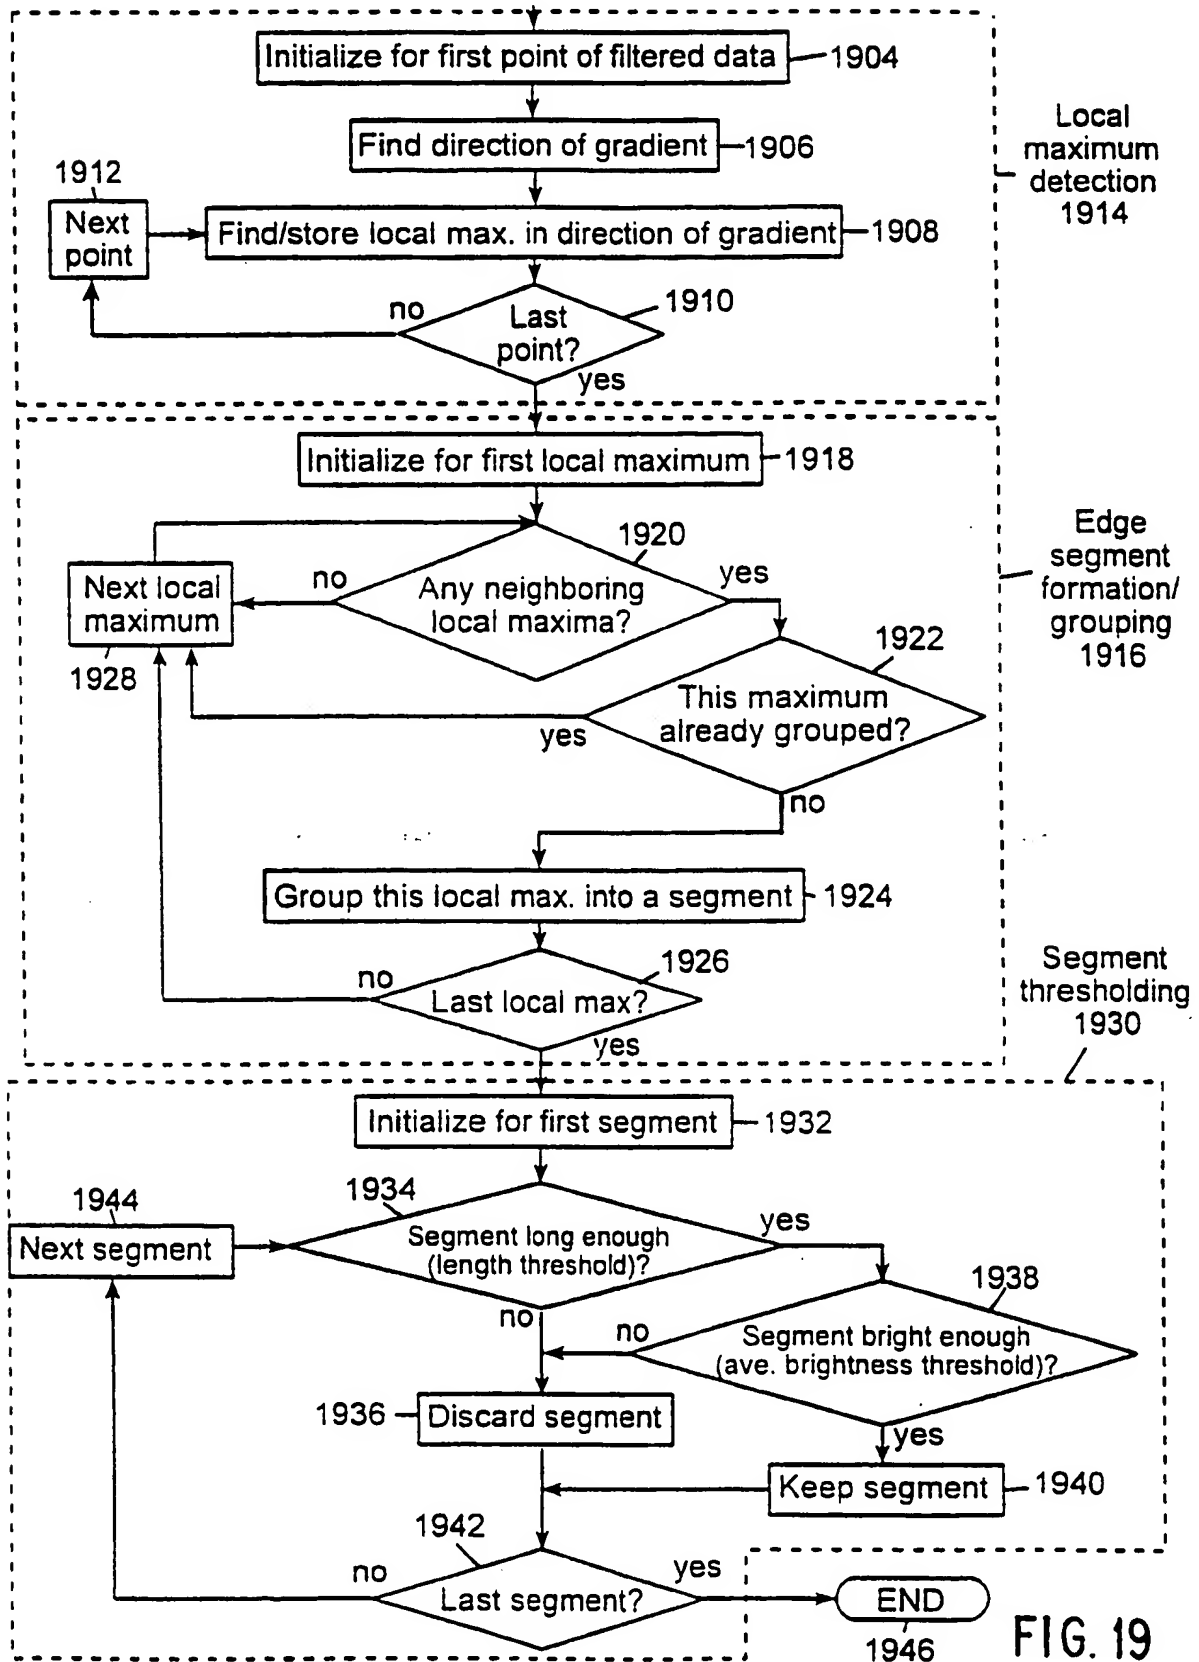 Initialize for first point of filtered data
1904
Find direction of gradient
1906
Local
maximum
detection
1914
1912
Next
point
Find/store local max. in direction of gradient
1908
no
Last
point?
1910
yes
Initialize for first local maximum
1918
Edge
segment
formation/
grouping
1916
1920
Next local
maximum
1928
no
Any neighboring
local maxima?
yes
1922
This maximum
already grouped?
yes
no
Group this local max. into a segment
1924
no
Last local max?
1926
yes
Segment
thresholding
1930
Initialize for first segment
1932
1944
Next segment
1934
Segment long enough
(length threshold)?
yes
no
1938
no
Segment bright enough
(ave. brightness threshold)?
yes
1936
Discard segment
Keep segment
1940
1942
no
Last segment?
yes
END
1946
FIG. 19